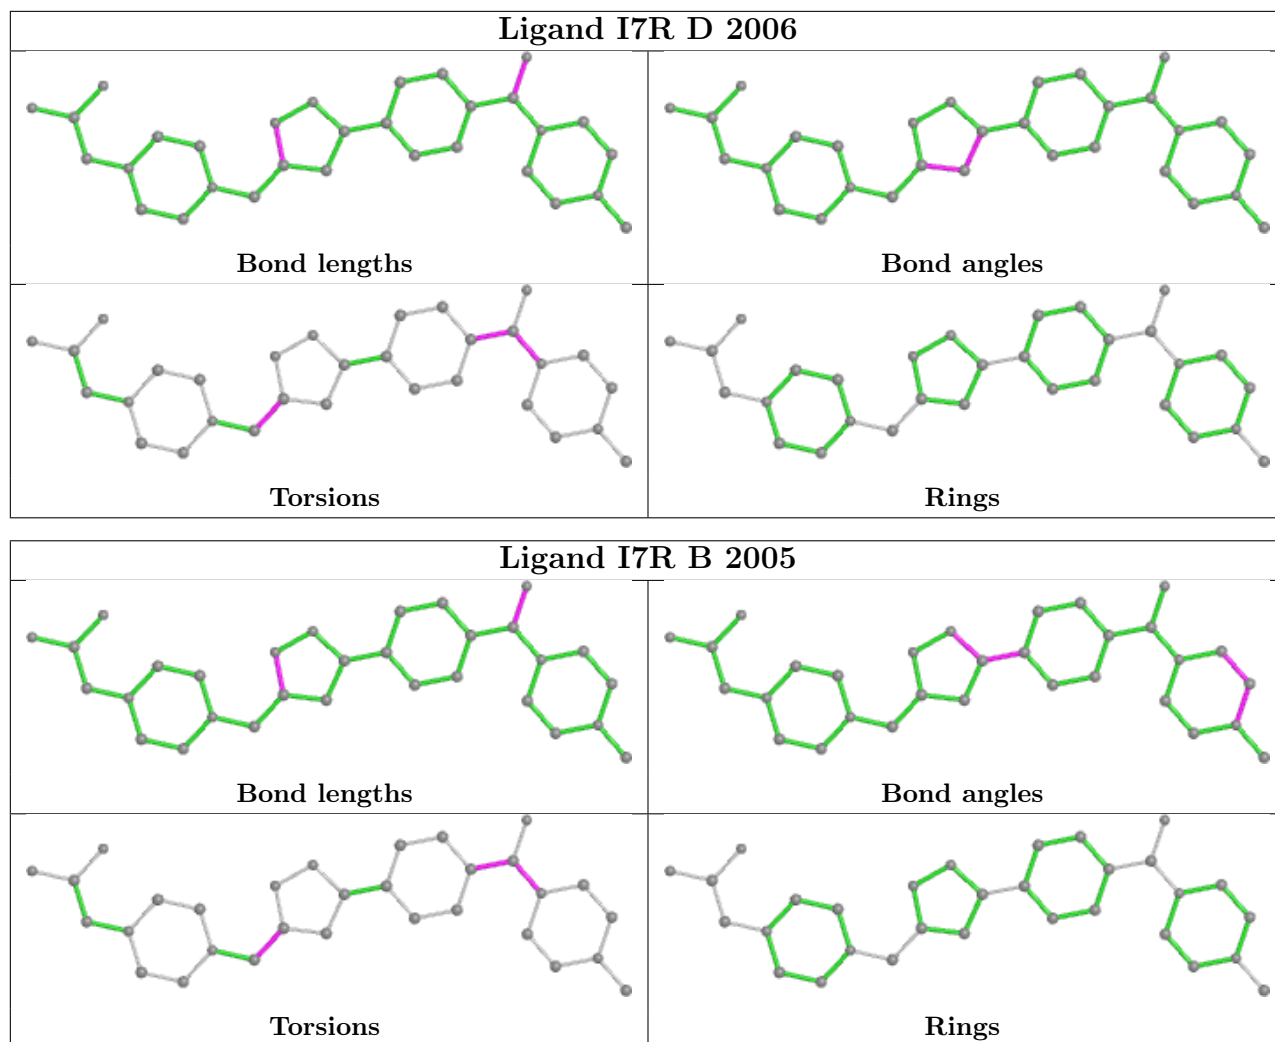 Ligand I7R D 2006
Bond lengths
Bond angles
Torsions
Rings
Ligand I7R B 2005
Bond lengths
Bond angles
Torsions
Rings